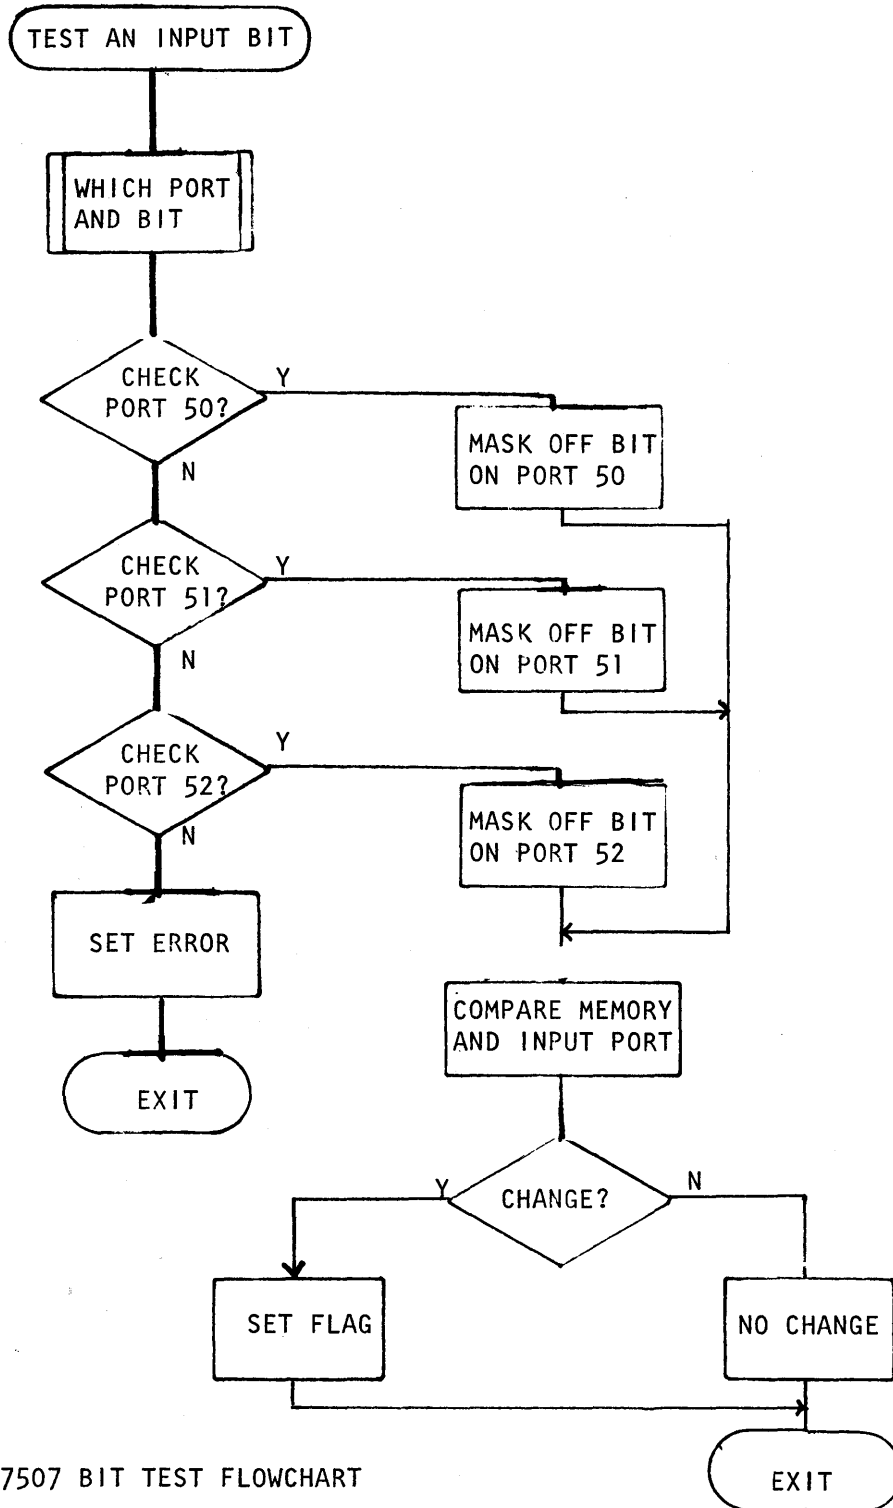 TEST AN INPUT BIT
WHICH PORT
AND BIT
CHECK
PORT 50?
Y
N
MASK OFF BIT
ON PORT 50
CHECK
PORT 51?
Y
N
MASK OFF BIT
ON PORT 51
CHECK
PORT 52?
Y
N
MASK OFF BIT
ON PORT 52
SET ERROR
EXIT
COMPARE MEMORY
AND INPUT PORT
CHANGE?
Y
N
SET FLAG
NO CHANGE
EXIT
7507 BIT TEST FLOWCHART